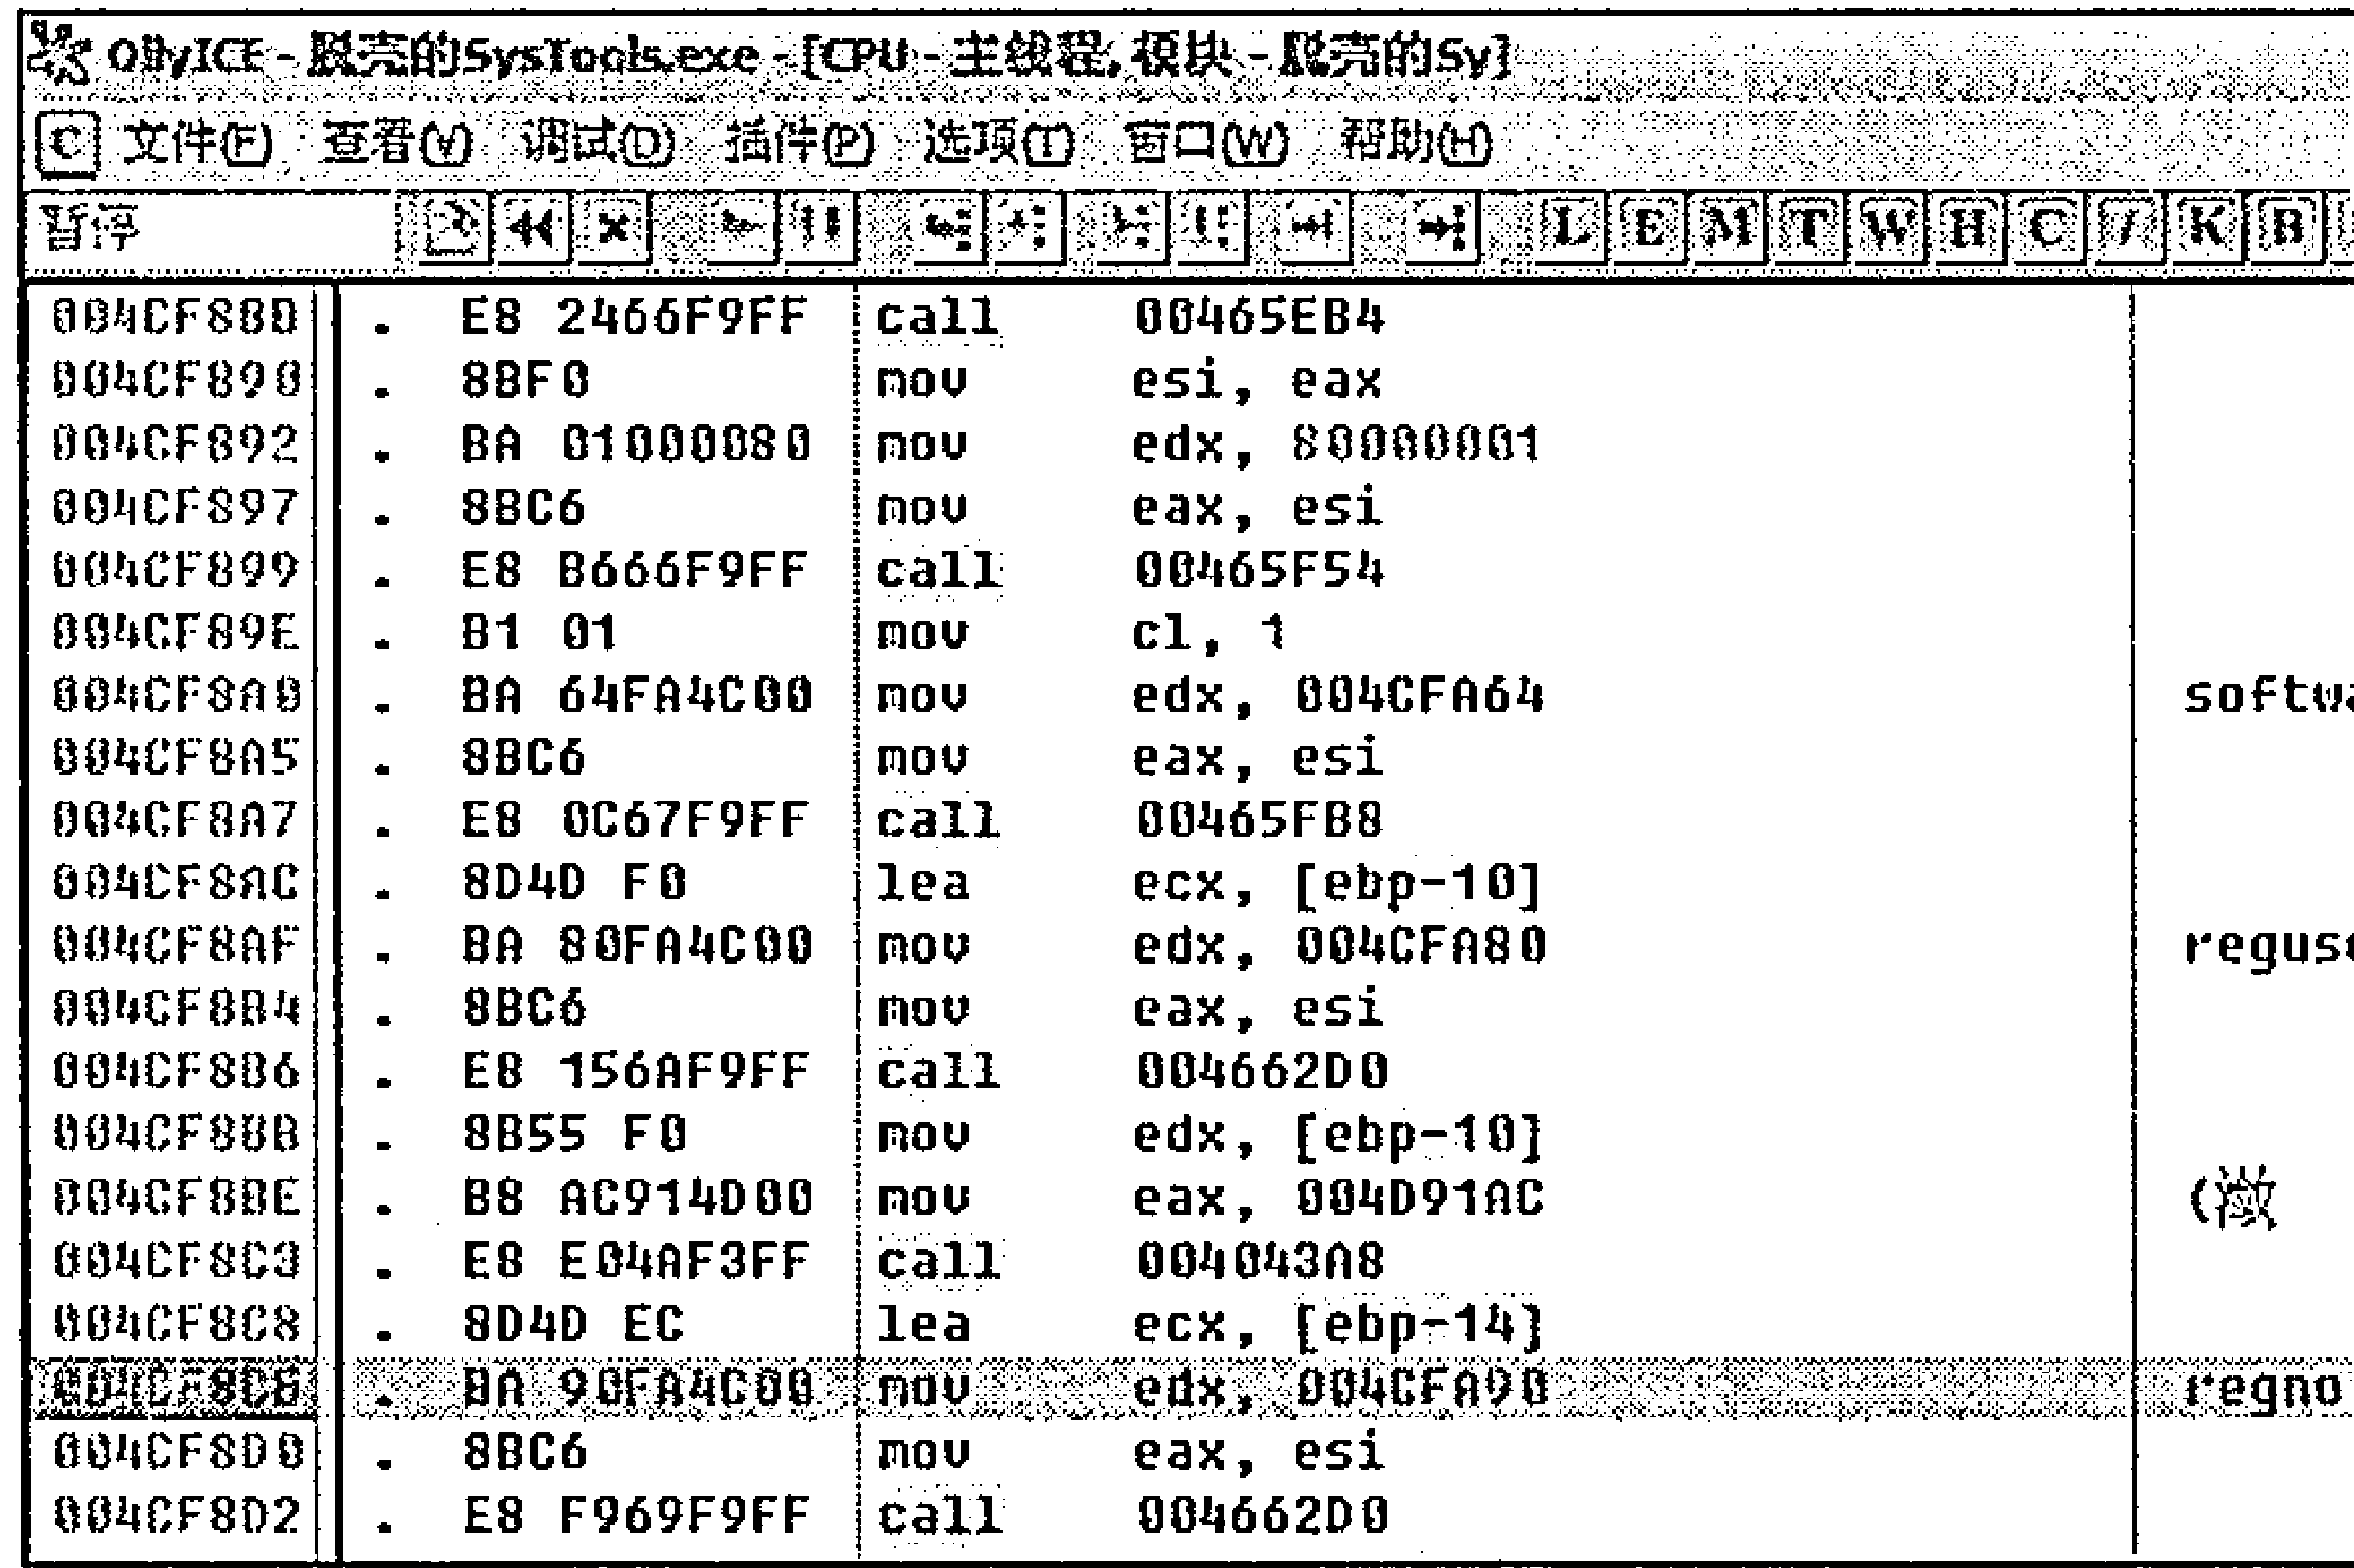 OllyICE - 脱壳的SysTools.exe - [CPU - 主线程, 模块 - 脱壳的Sy]
C 文件(F) 查看(V) 调试(D) 插件(P) 选项(T) 窗口(W) 帮助(H)
暂停 L E M T W H C / K B
004CF88B . E8 2466F9FF call 00465EB4
004CF890 . 8BF0 mov esi, eax
004CF892 . BA 01000080 mov edx, 80000001
004CF897 . 8BC6 mov eax, esi
004CF899 . E8 B666F9FF call 00465F54
004CF89E . B1 01 mov cl, 1
004CF8A0 . BA 64FA4C00 mov edx, 004CFA64 softwa
004CF8A5 . 8BC6 mov eax, esi
004CF8A7 . E8 0C67F9FF call 00465FB8
004CF8AC . 8D4D F0 lea ecx, [ebp-10]
004CF8AF . BA 80FA4C00 mov edx, 004CFA80 reguse
004CF8B4 . 8BC6 mov eax, esi
004CF8B6 . E8 156AF9FF call 004662D0
004CF8BB . 8B55 F0 mov edx, [ebp-10]
004CF8BE . B8 AC914D00 mov eax, 004D91AC
004CF8C3 . E8 E04AF3FF call 004043A8
004CF8C8 . 8D4D EC lea ecx, [ebp-14]
004CF8CB . BA 90FA4C00 mov edx, 004CFA90 regno
004CF8D0 . 8BC6 mov eax, esi
004CF8D2 . E8 F969F9FF call 004662D0